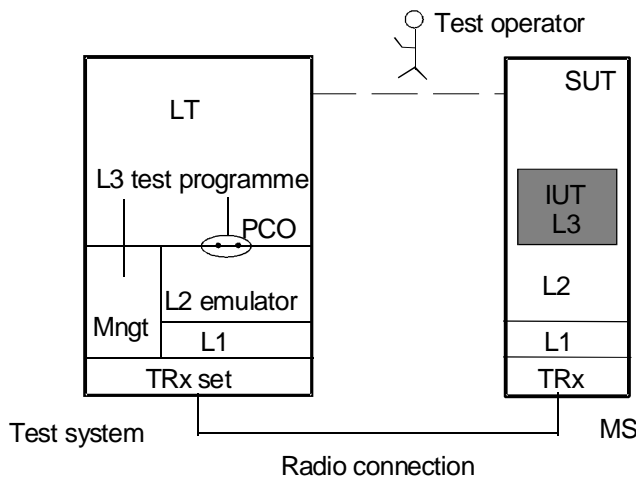 Test operator
LT
SUT
L3 test programme
IUT
L3
PCO
L2 emulator
L2
Mngt
L1
L1
TRx set
TRx
Test system
MS
Radio connection